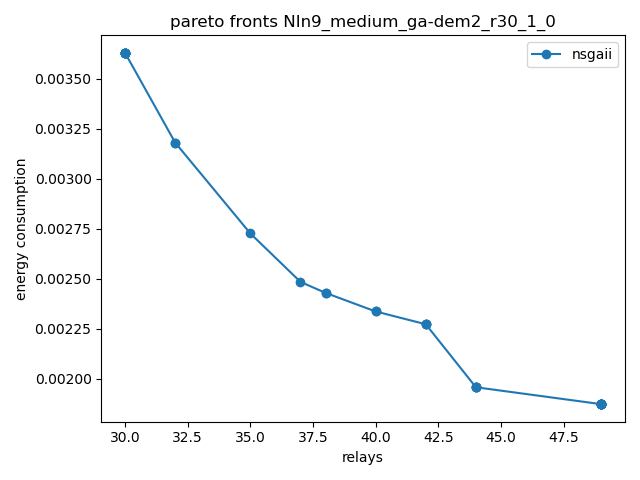 pareto fronts NIn9_medium_ga-dem2_r30_1_0
nsgaii
energy consumption
0.00350
0.00325
0.00300
0.00275
0.00250
0.00225
0.00200
30.0 32.5 35.0 37.5 40.0 42.5 45.0 47.5
relays